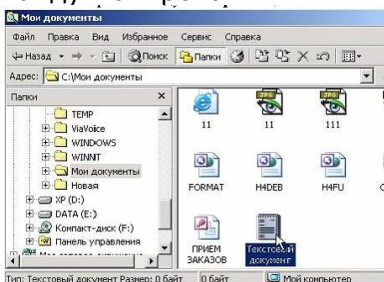 Мои документы
Файл Правка Вид Избранное Сервис Справка
Назад Поиск Папки
Адрес: C:\Мои документы
Папки
TEMP
ViaVoice
WINDOWS
WINNT
Мои документы
Новая
XP (D:)
DATA (E:)
Компакт-диск (F:)
Панель управления
11 11 111
FORMAT H4DEB H4FU
ПРИЕМ ЗАКАЗОВ
Текстовый документ
Тип: Текстовый документ Размер: 0 байт 0 байт Мой компьютер